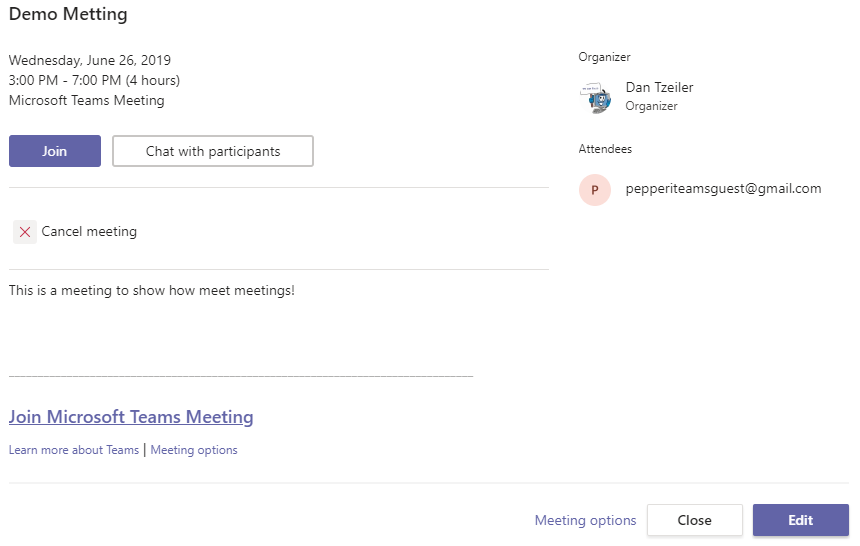 Demo Metting
Wednesday, June 26, 2019
3:00 PM - 7:00 PM (4 hours)
Microsoft Teams Meeting
Join
Chat with participants
Cancel meeting
This is a meeting to show how meet meetings!
Join Microsoft Teams Meeting
Learn more about Teams | Meeting options
Organizer
Dan Tzeiler
Organizer
Attendees
P
pepperiteamsguest@gmail.com
Meeting options
Close
Edit